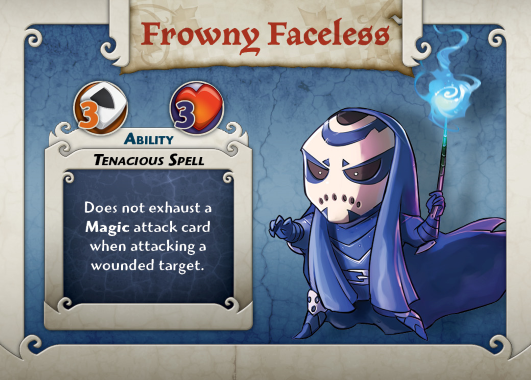 Frowny Faceless
3 3
Ability
Tenacious Spell
Does not exhaust a
Magic attack card
when attacking a
wounded target.